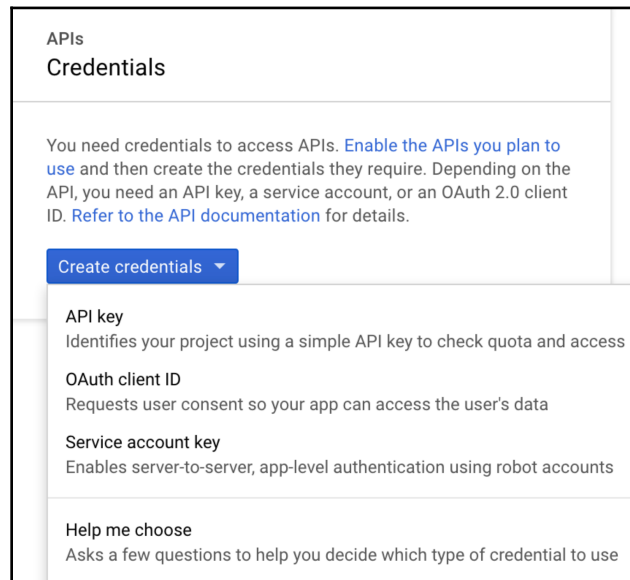 APIs
Credentials
You need credentials to access APIs. Enable the APIs you plan to
use and then create the credentials they require. Depending on the
API, you need an API key, a service account, or an OAuth 2.0 client
ID. Refer to the API documentation for details.
Create credentials
API key
Identifies your project using a simple API key to check quota and access
OAuth client ID
Requests user consent so your app can access the user's data
Service account key
Enables server-to-server, app-level authentication using robot accounts
Help me choose
Asks a few questions to help you decide which type of credential to use